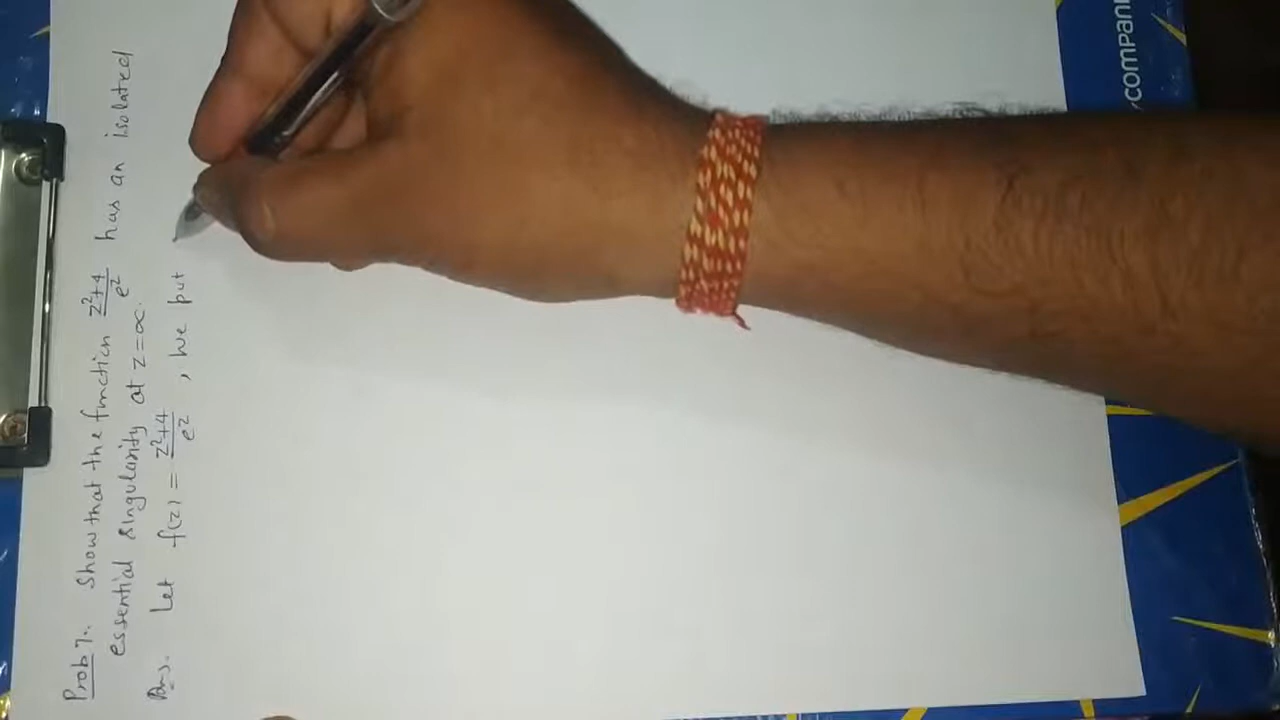 Prob 7. Show that the function z²+4/e^z has an isolated
essential singularity at z=∞.
Ans. Let f(z) = z²+4/e^z, we put
compan